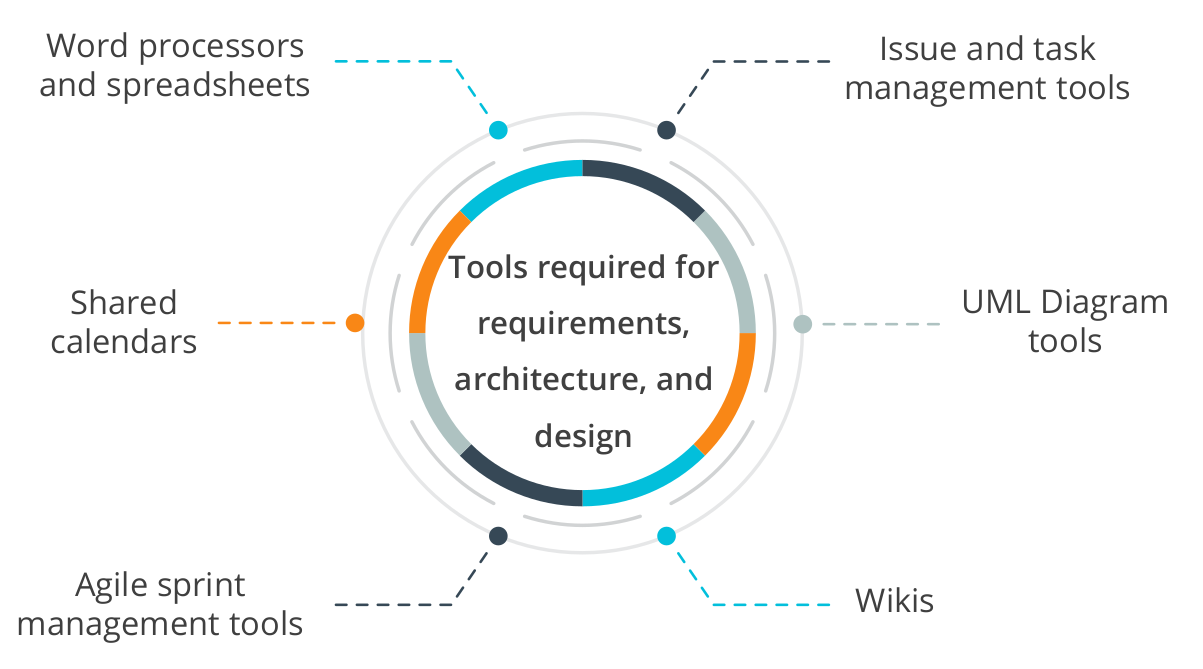 Word processors
and spreadsheets
Issue and task
management tools
Shared
calendars
Tools required for
requirements,
architecture, and
design
UML Diagram
tools
Agile sprint
management tools
Wikis